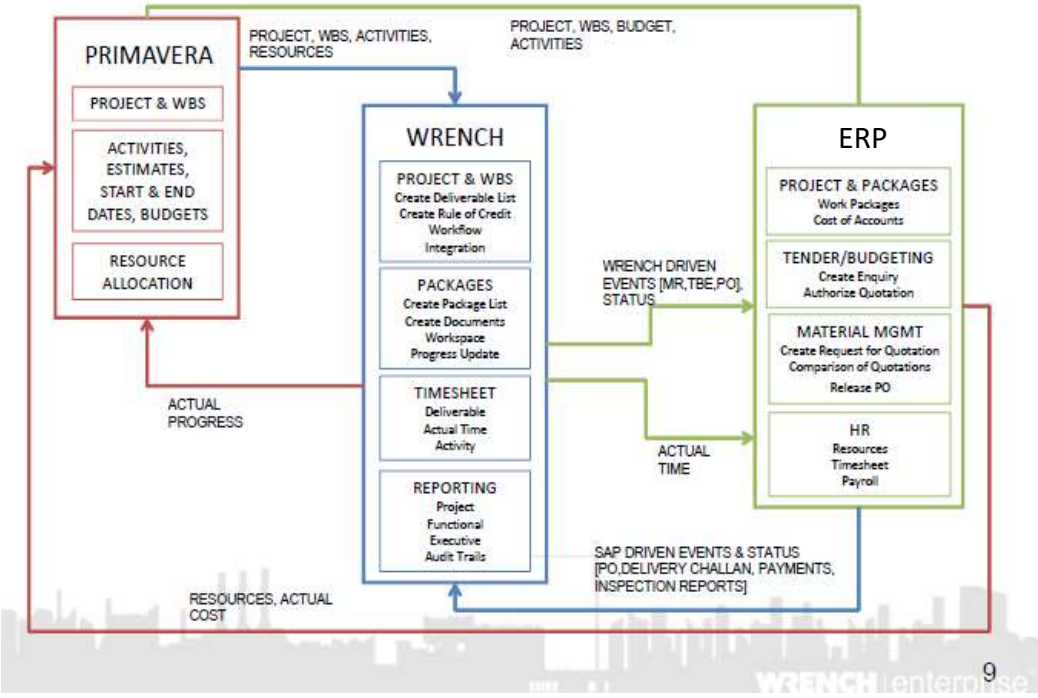 PROJECT, WBS, BUDGET,
ACTIVITIES
PROJECT, WBS, ACTIVITIES,
RESOURCES
PRIMAVERA
PROJECT & WBS
ACTIVITIES,
ESTIMATES,
START & END
DATES, BUDGETS
RESOURCE
ALLOCATION
WRENCH
PROJECT & WBS
Create Deliverable List
Create Rule of Credit
Workflow
Integration
PACKAGES
Create Package List
Create Documents
Workspace
Progress Update
TIMESHEET
Deliverable
Actual Time
Activity
REPORTING
Project
Functional
Executive
Audit Trails
ERP
PROJECT & PACKAGES
Work Packages
Cost of Accounts
TENDER/BUDGETING
Create Enquiry
Authorize Quotation
MATERIAL MGMT
Create Request for Quotation
Comparison of Quotations
Release PO
HR
Resources
Timesheet
Payroll
WRENCH DRIVEN
EVENTS [MR,TBE,PO],
STATUS
ACTUAL
PROGRESS
ACTUAL
TIME
SAP DRIVEN EVENTS & STATUS
[PO,DELIVERY CHALLAN, PAYMENTS,
INSPECTION REPORTS]
RESOURCES, ACTUAL
COST
9
WRENCH enterprise